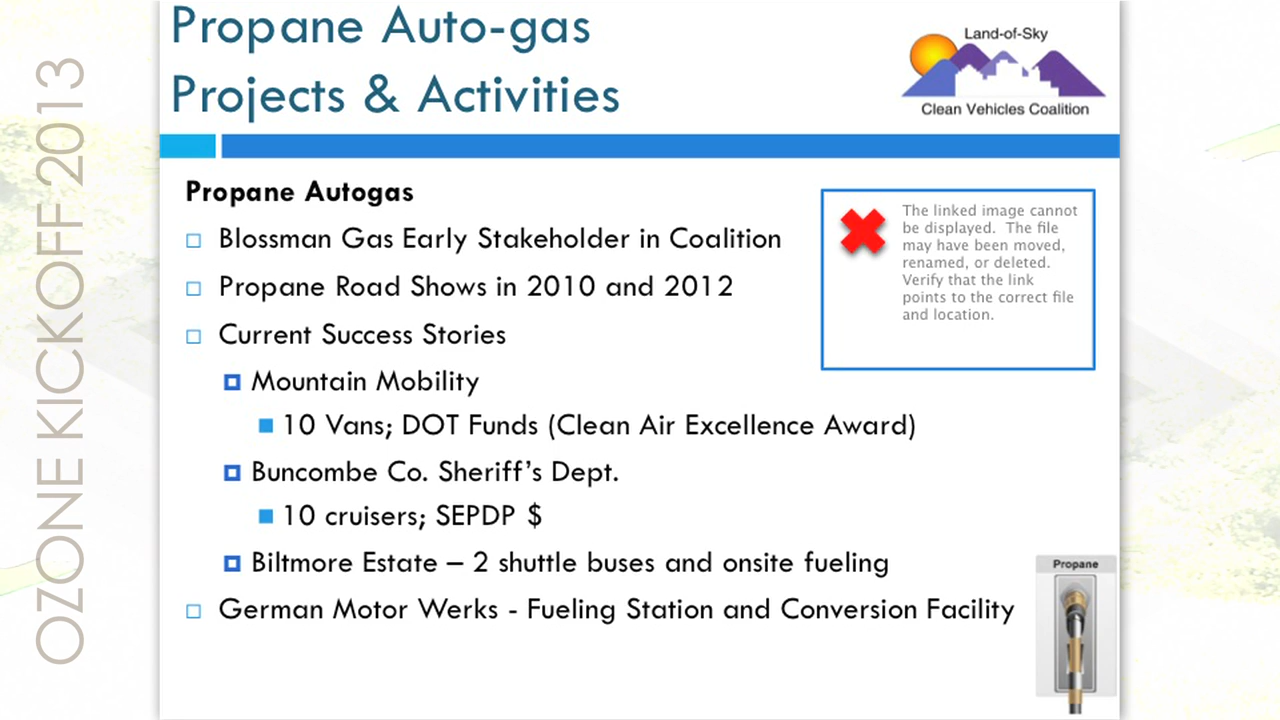 OZONE KICKOFF 2013
Propane Auto-gas
Projects & Activities
Land-of-Sky
Clean Vehicles Coalition
Propane Autogas
Blossman Gas Early Stakeholder in Coalition
Propane Road Shows in 2010 and 2012
Current Success Stories
Mountain Mobility
10 Vans; DOT Funds (Clean Air Excellence Award)
Buncombe Co. Sheriff's Dept.
10 cruisers; SEPDP $
Biltmore Estate – 2 shuttle buses and onsite fueling
German Motor Werks - Fueling Station and Conversion Facility
The linked image cannot
be displayed. The file
may have been moved,
renamed, or deleted.
Verify that the link
points to the correct file
and location.
Propane